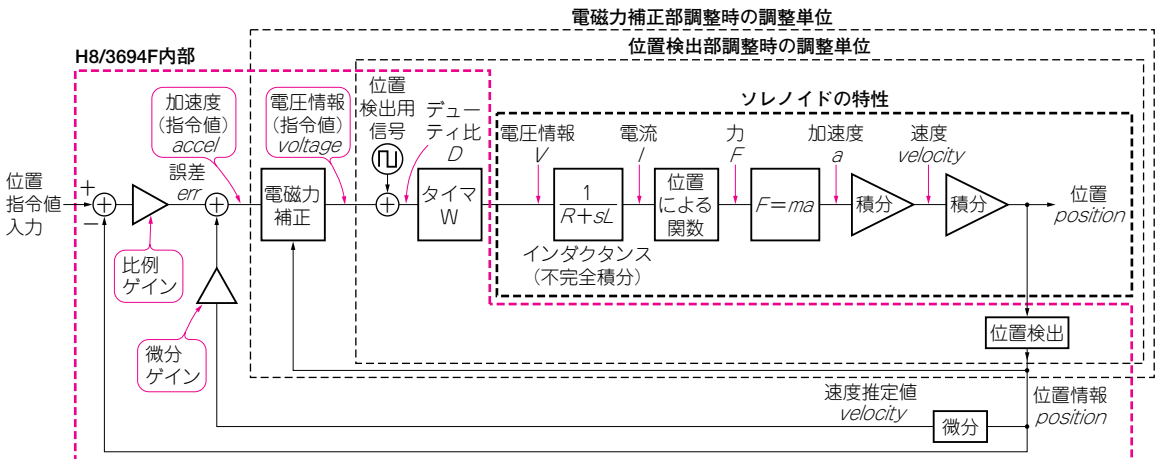 電磁力補正部調整時の調整単位
位置検出部調整時の調整単位
H8/3694F内部
ソレノイドの特性
加速度
(指令値)
accel
電圧情報
(指令値)
voltage
位置
検出用
信号
デュー
ティ比
D
電圧情報
V
電流
I
力
F
加速度
a
速度
velocity
位置
指令値
入力
+
−
誤差
err
電磁力
補正
タイマ
W
1
R+sL
インダクタンス
(不完全積分)
位置
による
関数
F=ma
積分
積分
位置
position
比例
ゲイン
微分
ゲイン
位置検出
速度推定値
velocity
微分
位置情報
position